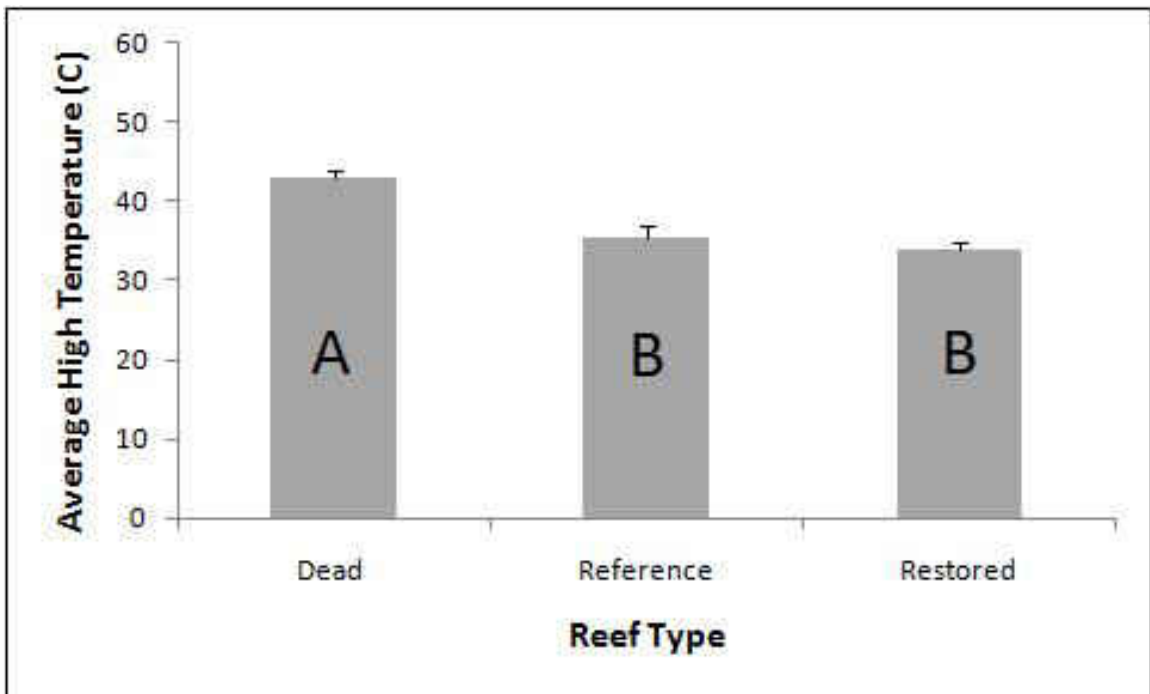 Average High Temperature (C)
60
50
40
30
20
10
0
A
B
B
Dead
Reference
Restored
Reef Type